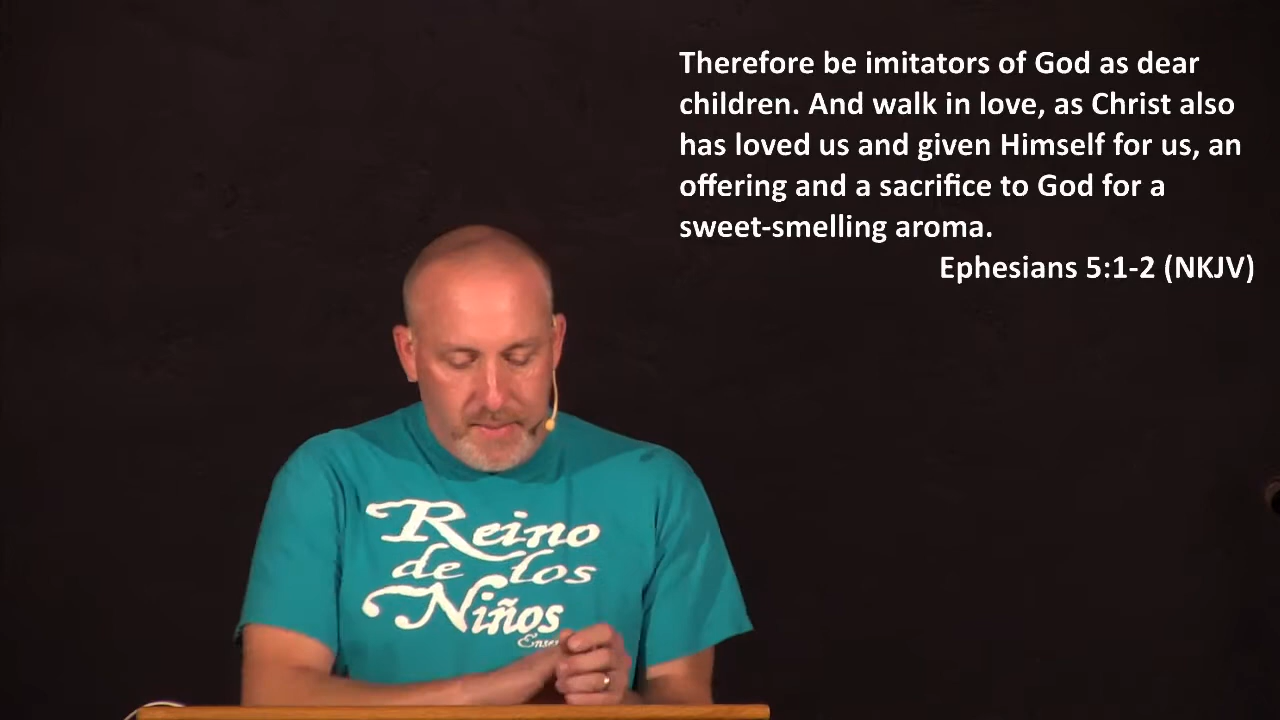 Therefore be imitators of God as dear
children. And walk in love, as Christ also
has loved us and given Himself for us, an
offering and a sacrifice to God for a
sweet-smelling aroma.
Ephesians 5:1-2 (NKJV)
Reino
de los
Niños